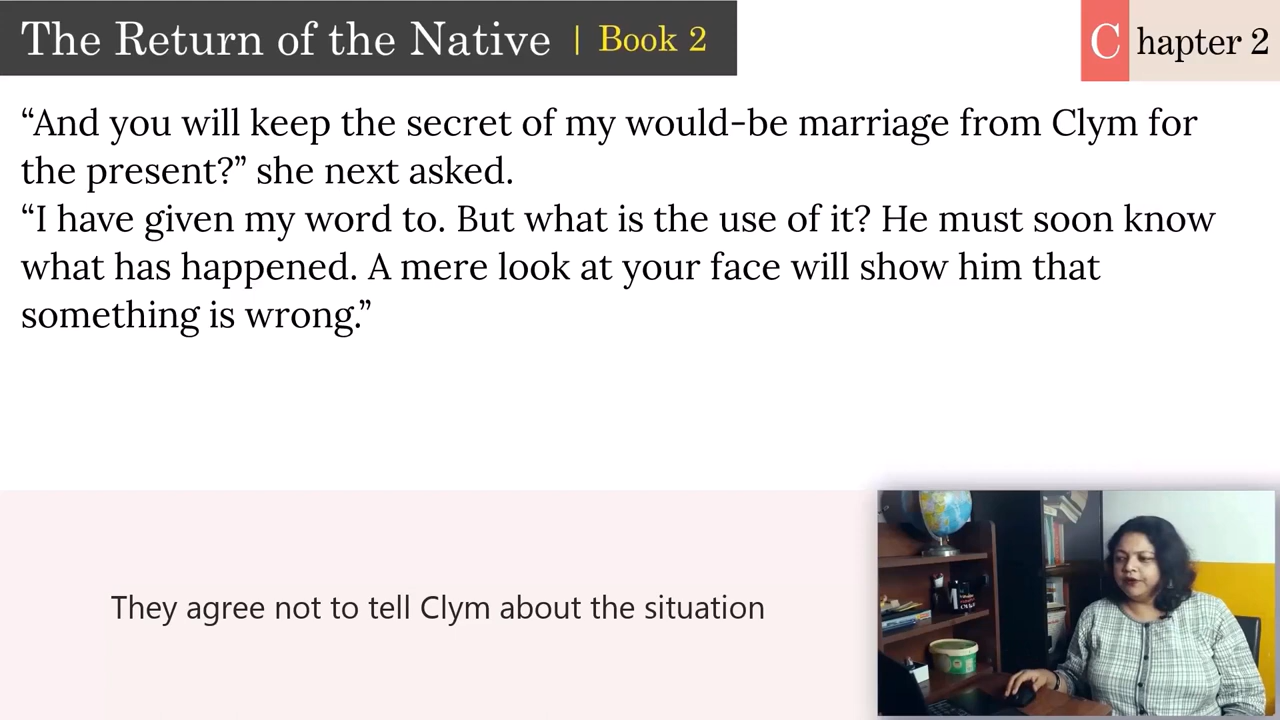 The Return of the Native | Book 2
Chapter 2
“And you will keep the secret of my would-be marriage from Clym for
the present?” she next asked.
“I have given my word to. But what is the use of it? He must soon know
what has happened. A mere look at your face will show him that
something is wrong.”
They agree not to tell Clym about the situation